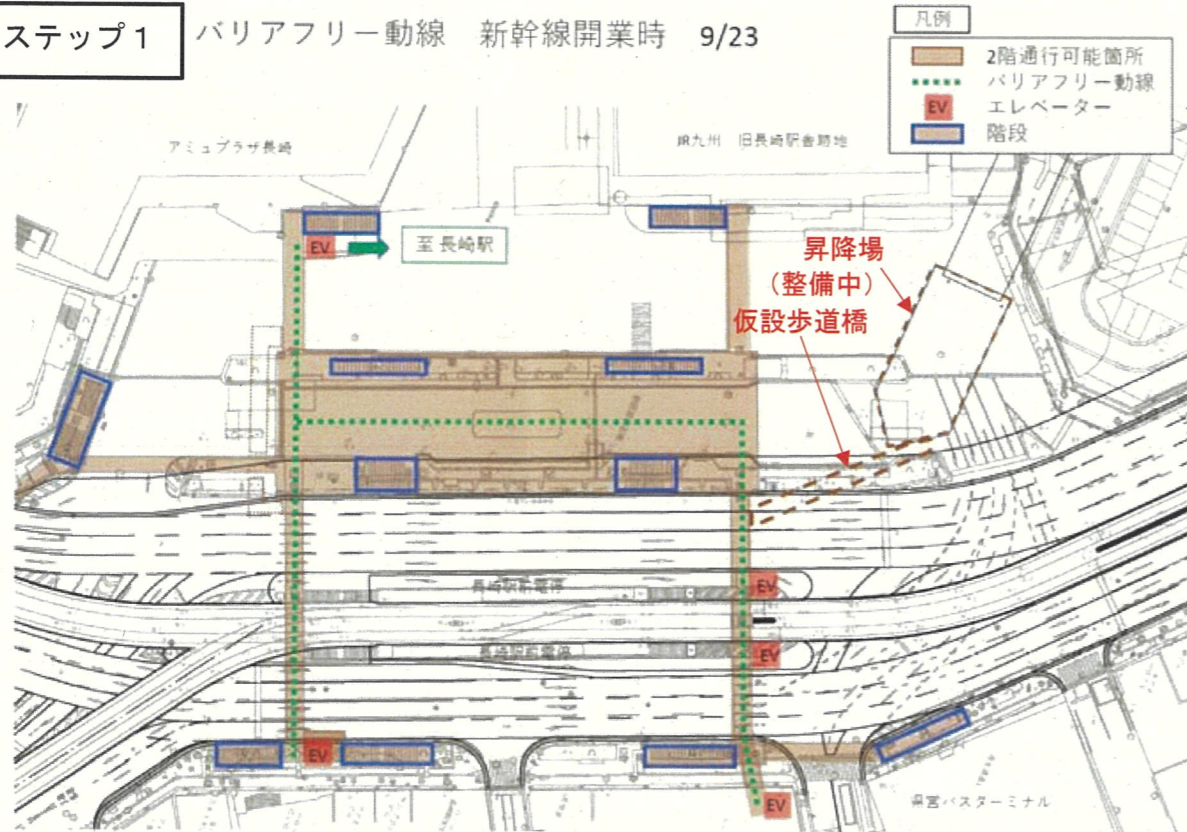 ステップ1
バリアフリー動線 新幹線開業時 9/23
凡例
2階通行可能箇所
バリアフリー動線
EV エレベーター
階段
アミュプラザ長崎
JR九州 旧長崎駅舎跡地
EV
至 長崎駅
昇降場
（整備中）
仮設歩道橋
長崎駅前電停
EV
長崎駅前電停
EV
EV
EV
県営バスターミナル